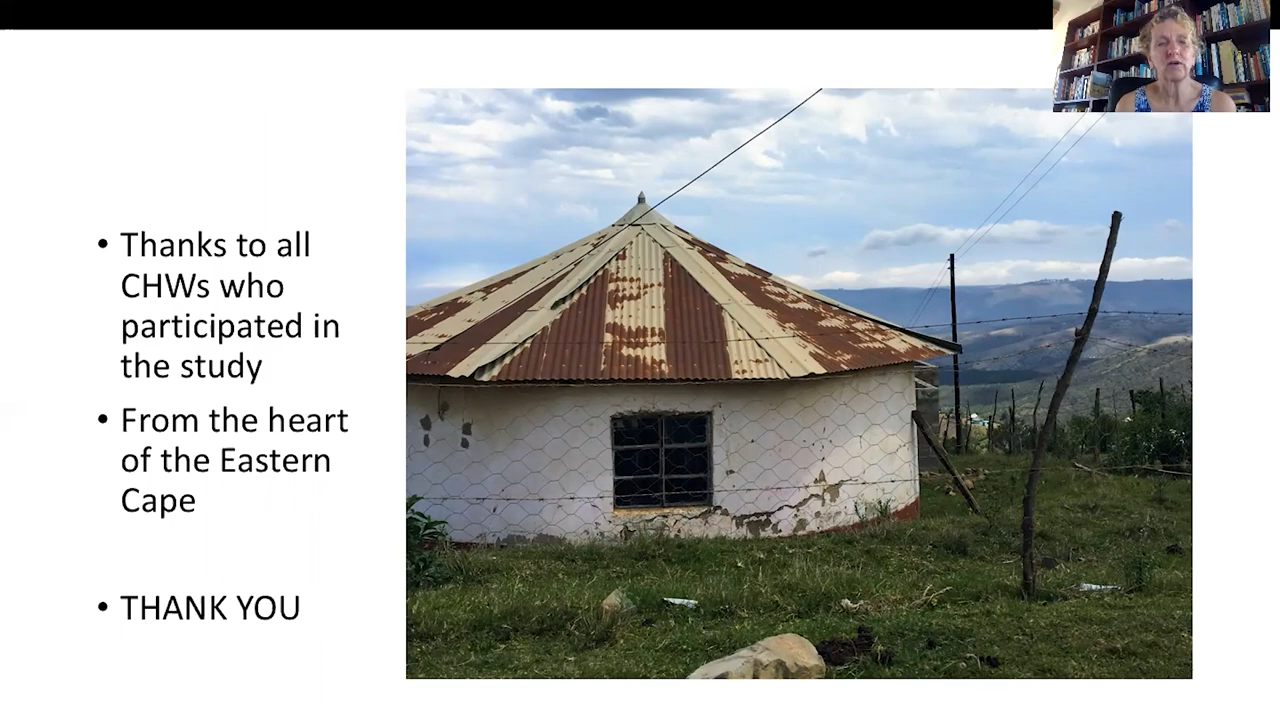 • Thanks to all
CHWs who
participated in
the study
• From the heart
of the Eastern
Cape
• THANK YOU